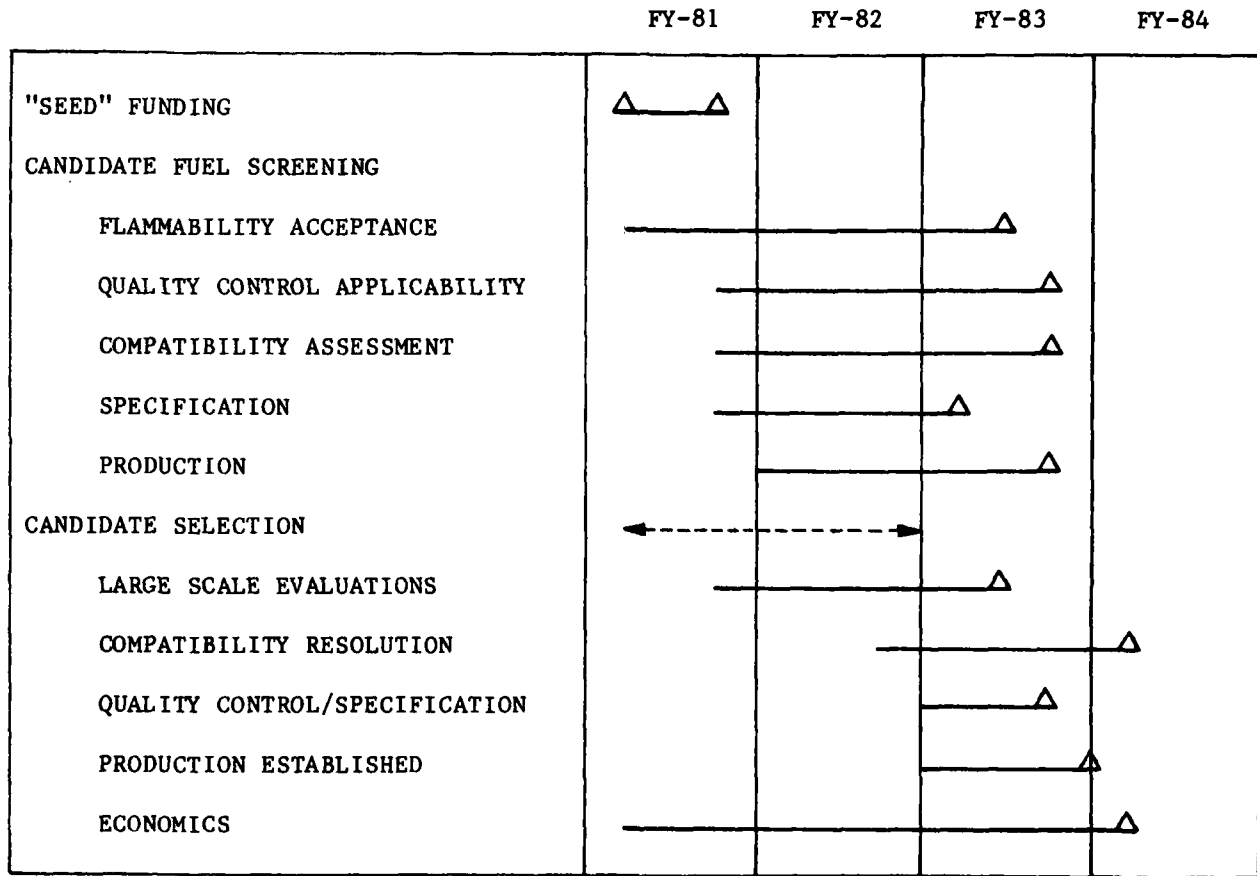 FY-81 FY-82 FY-83 FY-84
"SEED" FUNDING
CANDIDATE FUEL SCREENING
FLAMMABILITY ACCEPTANCE
QUALITY CONTROL APPLICABILITY
COMPATIBILITY ASSESSMENT
SPECIFICATION
PRODUCTION
CANDIDATE SELECTION
LARGE SCALE EVALUATIONS
COMPATIBILITY RESOLUTION
QUALITY CONTROL/SPECIFICATION
PRODUCTION ESTABLISHED
ECONOMICS